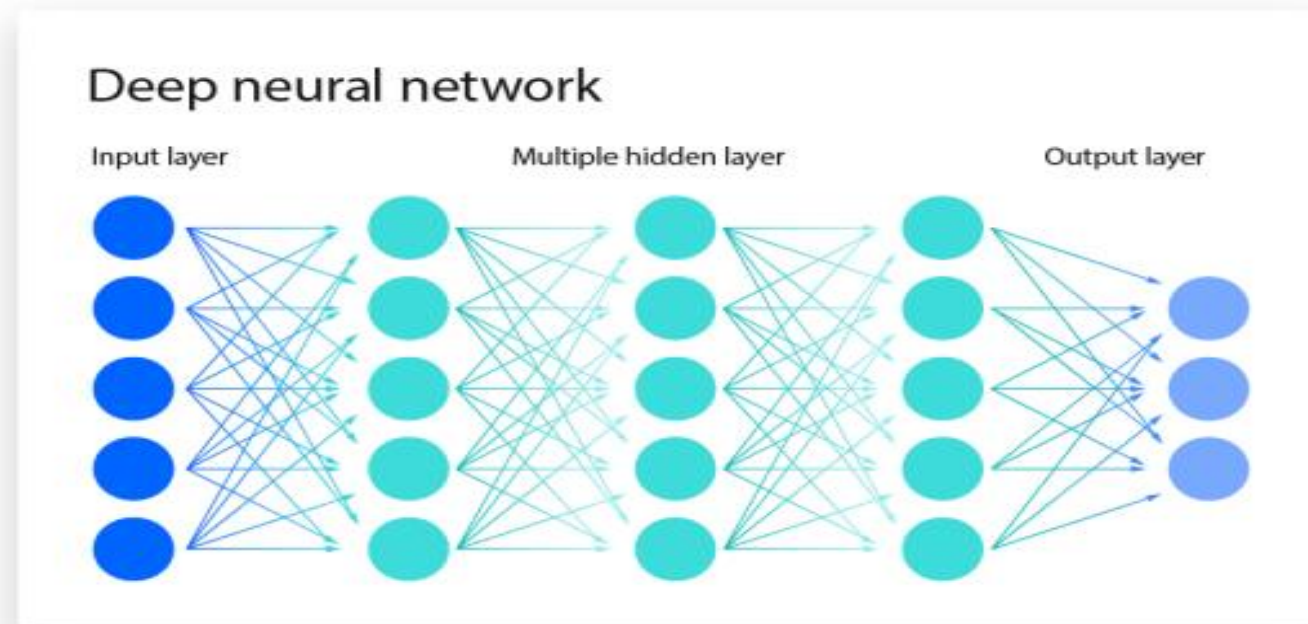 Deep neural network
Input layer
Multiple hidden layer
Output layer